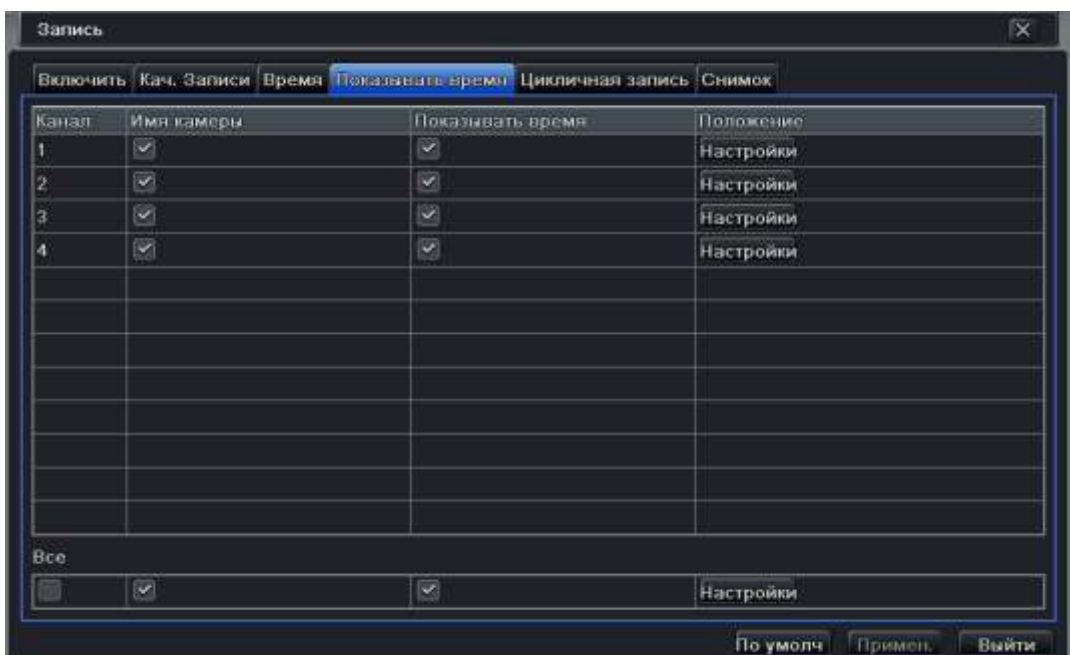 Запись
Включить Кач. Записи Время Показывать время Цикличная запись Снимок
Канал Имя камеры Показывать время Положение
1 Настройки
2 Настройки
3 Настройки
4 Настройки
Все
Настройки
По умолч Примен. Выйти